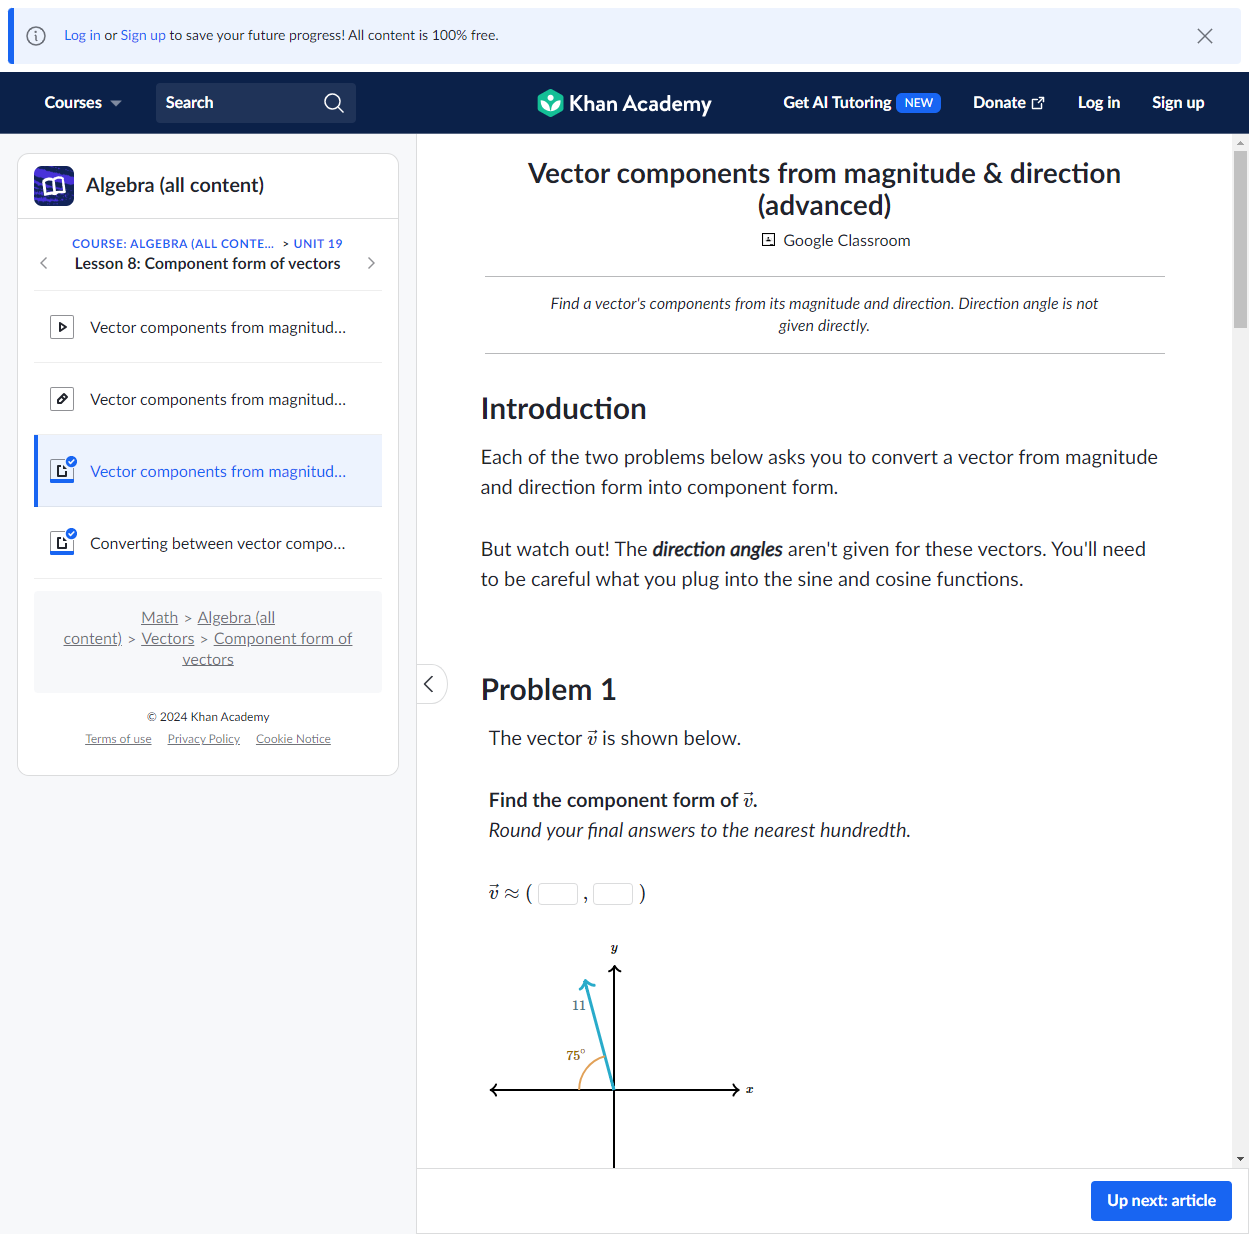 Log in or Sign up to save your future progress! All content is 100% free.
Courses
Search
Khan Academy
Get AI Tutoring NEW
Donate
Log in
Sign up
Algebra (all content)
COURSE: ALGEBRA (ALL CONTE... > UNIT 19
Lesson 8: Component form of vectors
Vector components from magnitud...
Vector components from magnitud...
Vector components from magnitud...
Converting between vector compo...
Math > Algebra (all
content) > Vectors > Component form of
vectors
© 2024 Khan Academy
Terms of use Privacy Policy Cookie Notice
Vector components from magnitude & direction
(advanced)
Google Classroom
Find a vector's components from its magnitude and direction. Direction angle is not
given directly.
Introduction
Each of the two problems below asks you to convert a vector from magnitude
and direction form into component form.
But watch out! The direction angles aren't given for these vectors. You'll need
to be careful what you plug into the sine and cosine functions.
Problem 1
The vector v⃗ is shown below.
Find the component form of v⃗.
Round your final answers to the nearest hundredth.
v⃗ ≈ ( , )
y
11
75°
x
Up next: article